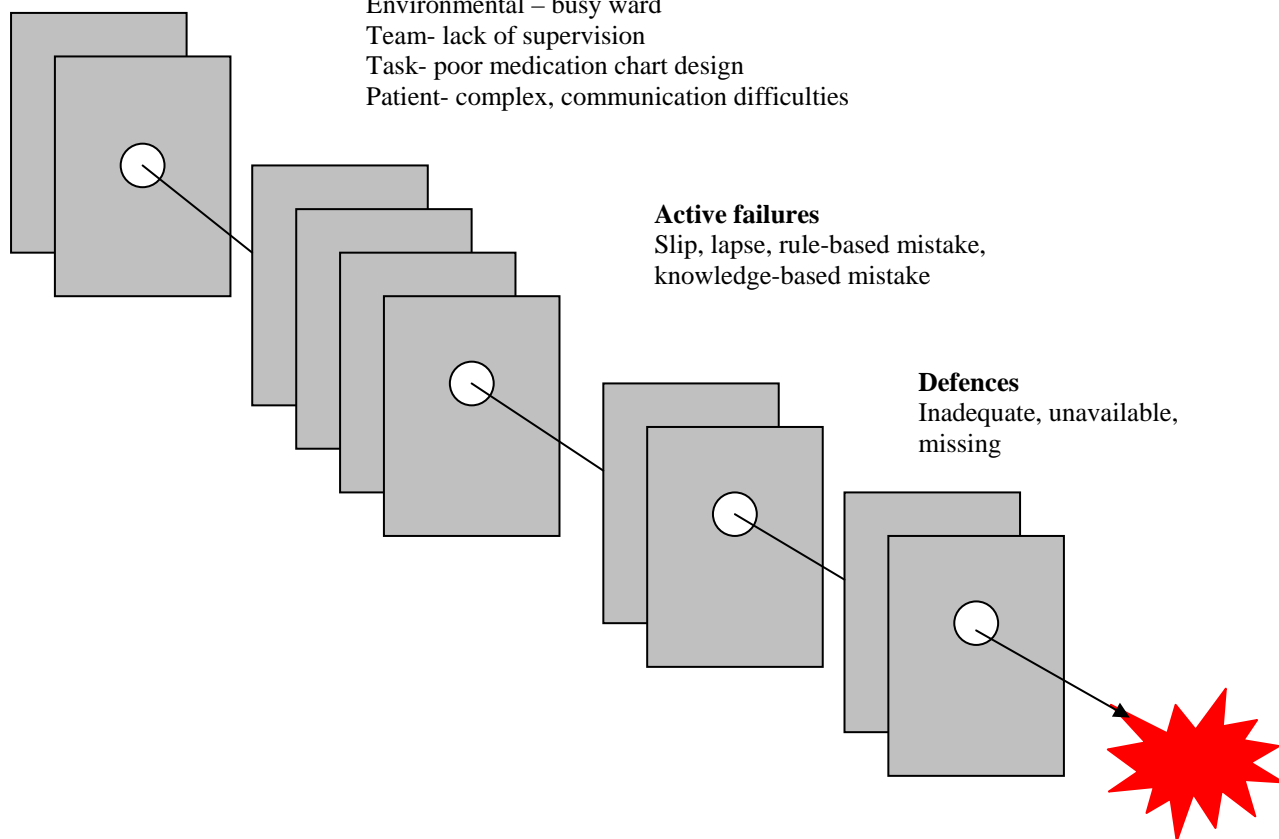 Environmental – busy ward
Team- lack of supervision
Task- poor medication chart design
Patient- complex, communication difficulties
Active failures
Slip, lapse, rule-based mistake,
knowledge-based mistake
Defences
Inadequate, unavailable,
missing